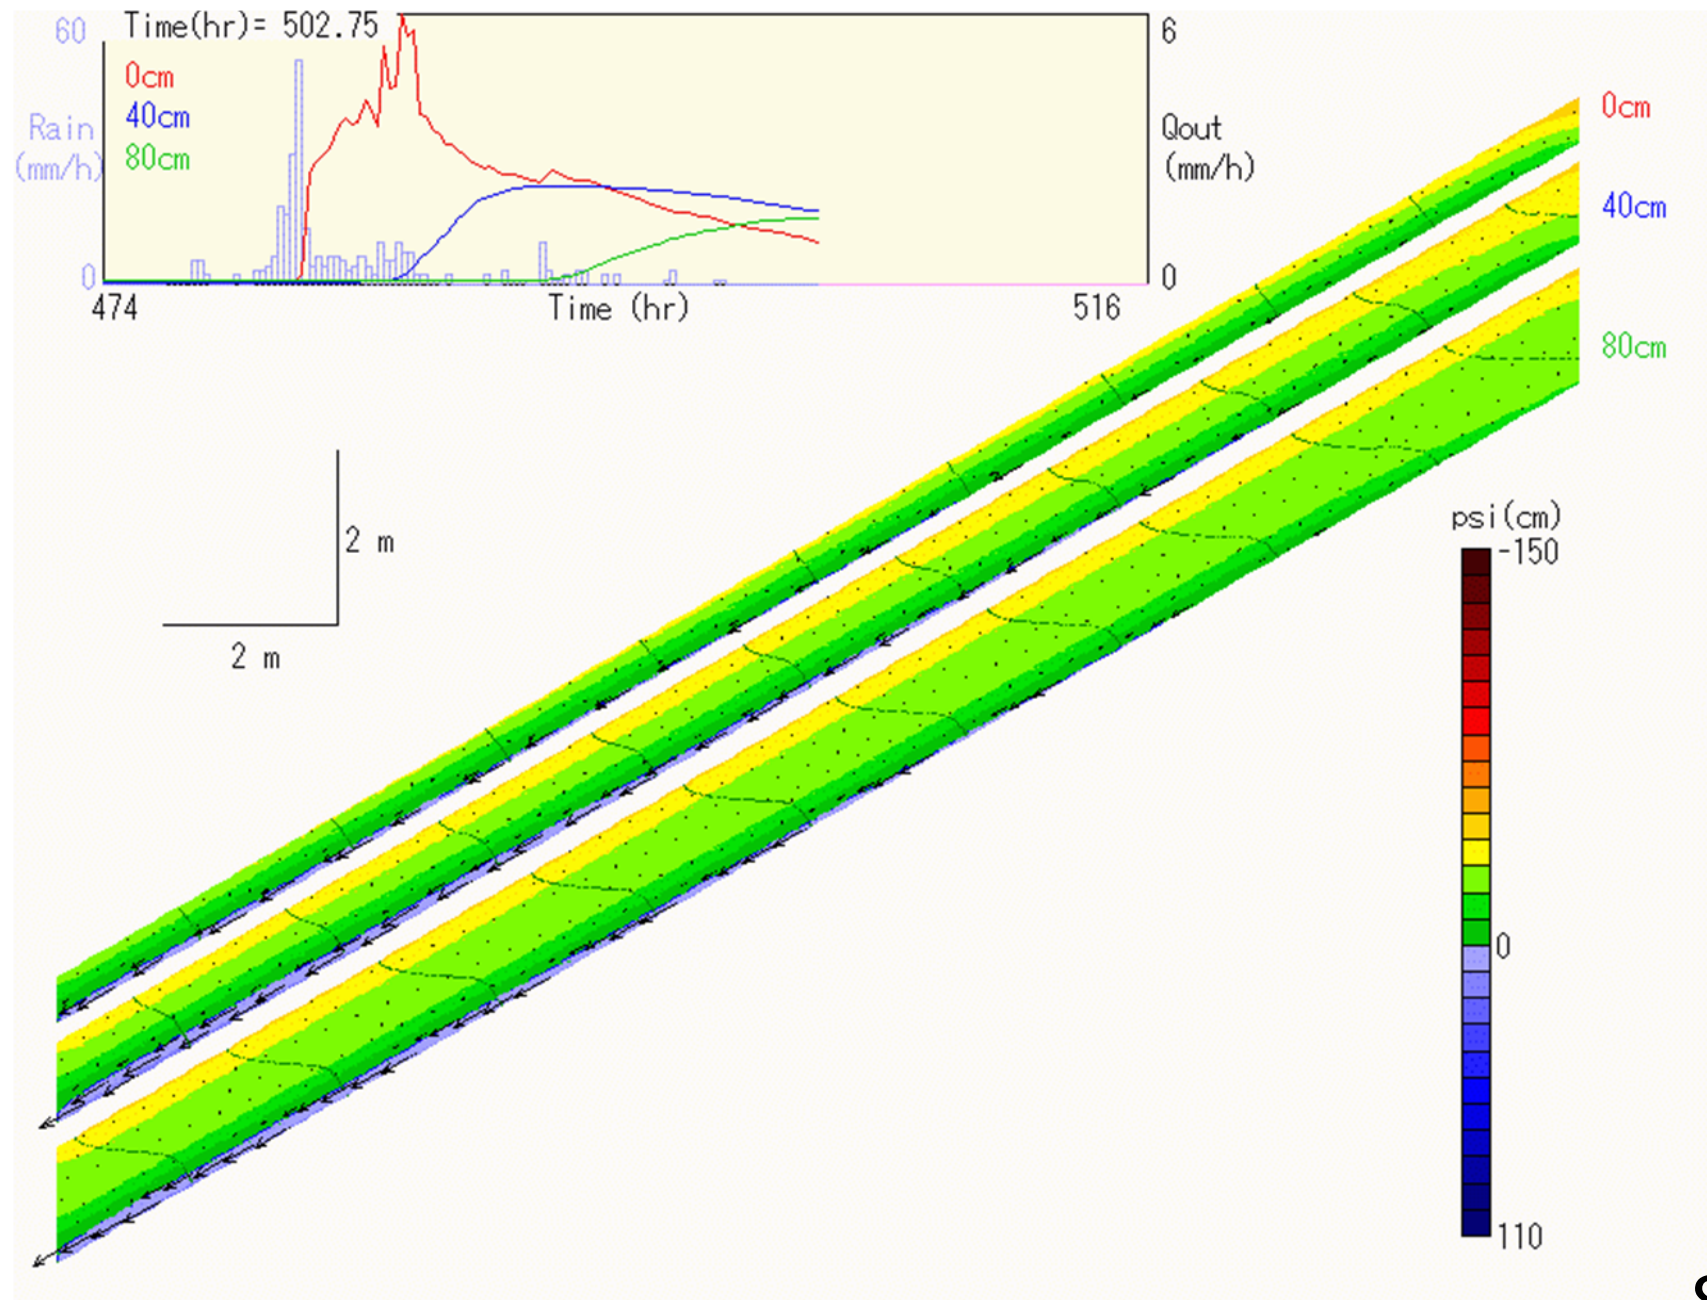 Time(hr)= 502.75
60
6
0cm
40cm
80cm
Rain
(mm/h)
Qout
(mm/h)
0
0
474
Time (hr)
516
0cm
40cm
80cm
2 m
2 m
psi(cm)
-150
0
110